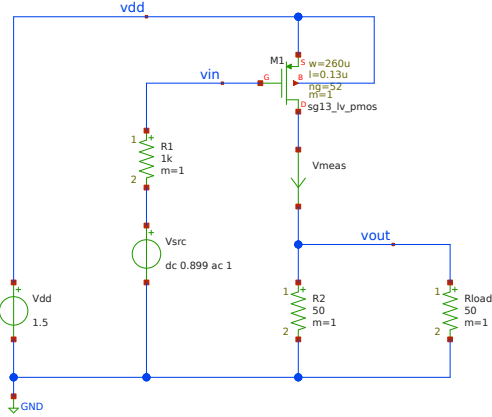 vdd
M1
S
w=260u
l=0.13u
G
B
ng=52
m=1
D
sg13_lv_pmos
vin
1
+
R1
1k
m=1
2
Vmeas
+
Vsrc
dc 0.899 ac 1
vout
+
Vdd
1.5
1
+
R2
50
m=1
2
1
+
Rload
50
m=1
2
GND